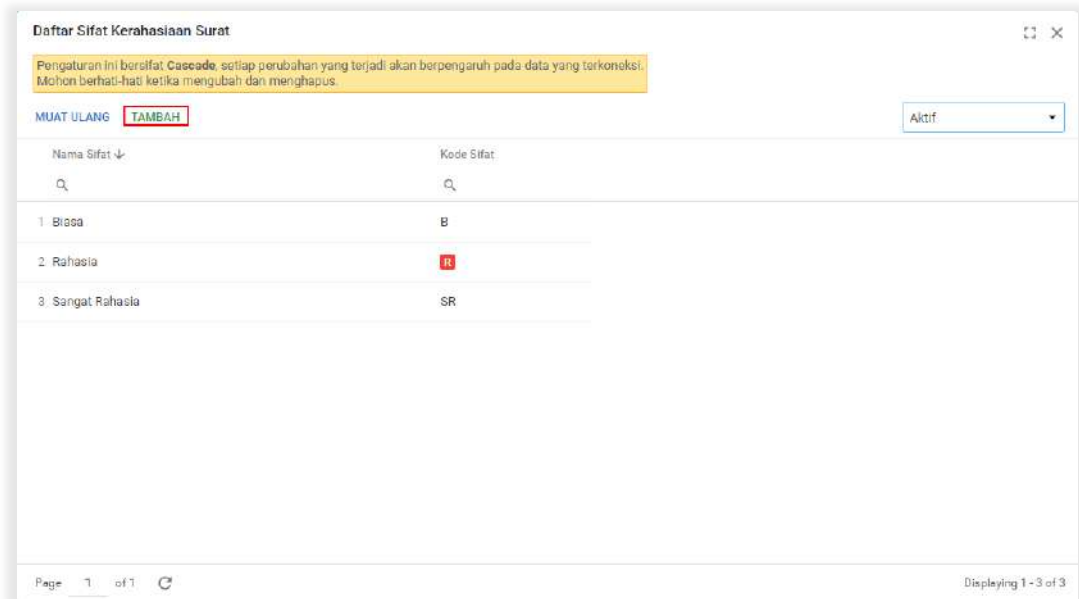 Daftar Sifat Kerahasiaan Surat
Pengaturan ini bersifat Cascade, setiap perubahan yang terjadi akan berpengaruh pada data yang terkoneksi.
Mohon berhati-hati ketika mengubah dan menghapus.
MUAT ULANG TAMBAH Aktif
Nama Sifat Kode Sifat
1 Biasa B
2 Rahasia R
3 Sangat Rahasia SR
Page 1 of 1 Displaying 1 - 3 of 3